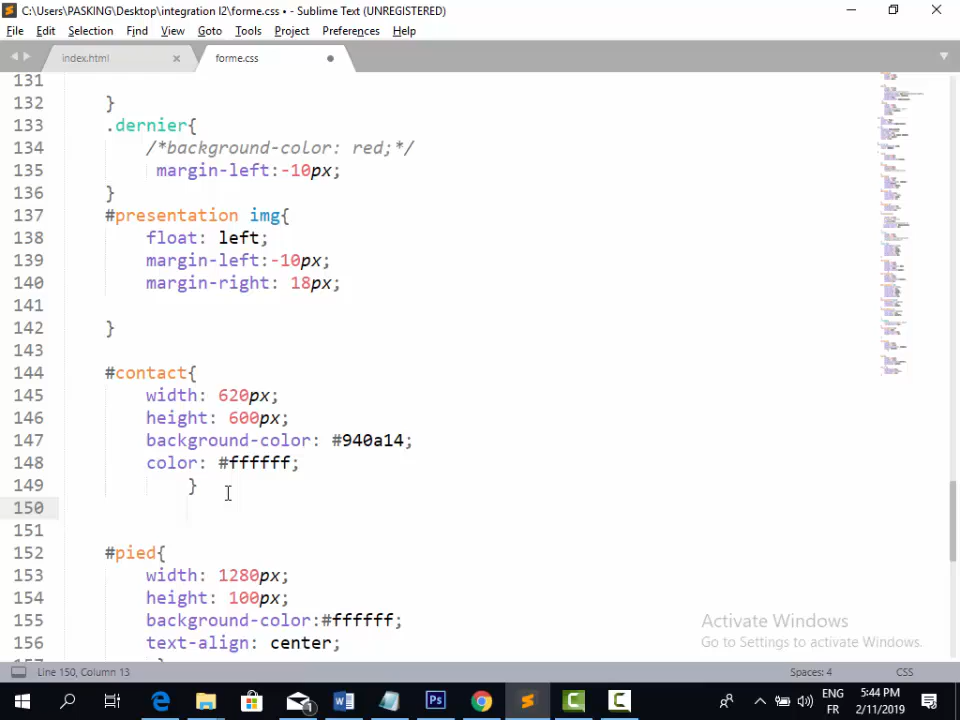 C:\Users\PASKING\Desktop\integration l2\forme.css • - Sublime Text (UNREGISTERED)
File Edit Selection Find View Goto Tools Project Preferences Help
index.html forme.css
131
132 }
133 .dernier{
134 /*background-color: red;*/
135 margin-left:-10px;
136 }
137 #presentation img{
138 float: left;
139 margin-left:-10px;
140 margin-right: 18px;
141
142 }
143
144 #contact{
145 width: 620px;
146 height: 600px;
147 background-color: #940a14;
148 color: #ffffff;
149 }
150
151
152 #pied{
153 width: 1280px;
154 height: 100px;
155 background-color:#ffffff;
156 text-align: center;
157 }
Activate Windows
Go to Settings to activate Windows.
Line 150, Column 13 Spaces: 4 CSS
ENG 5:44 PM
FR 2/11/2019